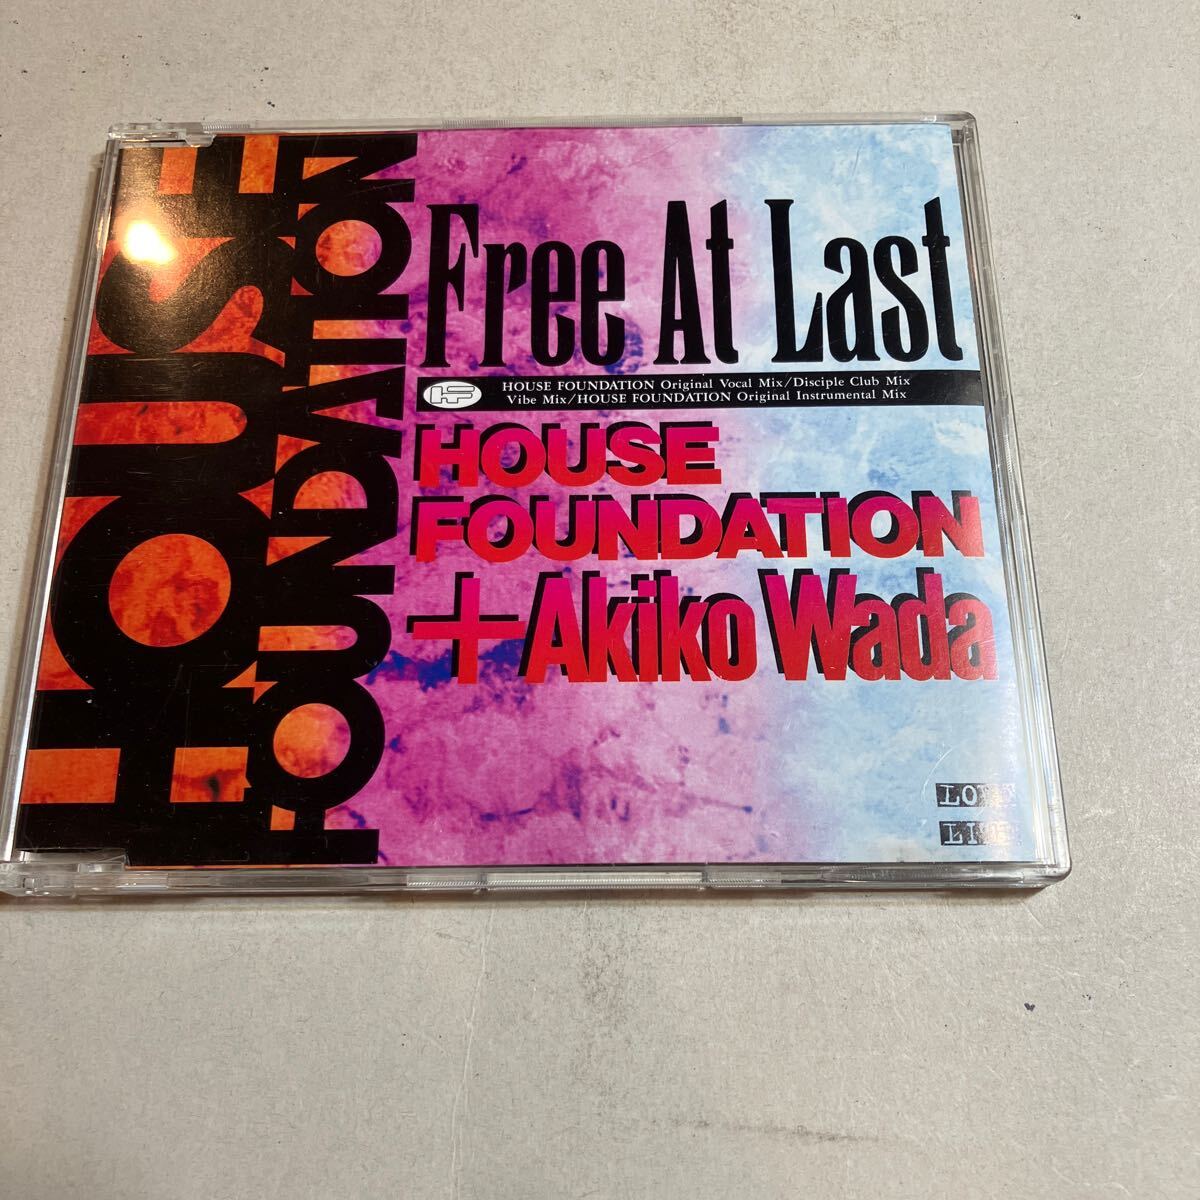 HOUSE
FOUNDATION
Free At Last
HF
HOUSE FOUNDATION Original Vocal Mix/Disciple Club Mix
Vibe Mix/HOUSE FOUNDATION Original Instrumental Mix
HOUSE
FOUNDATION
+Akiko Wada